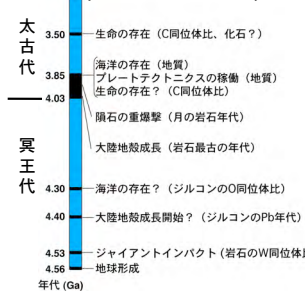 太古代
3.50 生命の存在（C同位体比、化石？）
海洋の存在（地質）
3.85 プレートテクトニクスの稼働（地質）
生命の存在？（C同位体比）
4.03
隕石の重爆撃（月の岩石年代）
大陸地殻成長（岩石最古の年代）
冥王代
4.30 海洋の存在？（ジルコンのO同位体比）
4.40 大陸地殻成長開始？（ジルコンのPb年代）
4.53 ジャイアントインパクト（岩石のW同位体
4.56 地球形成
年代 (Ga)